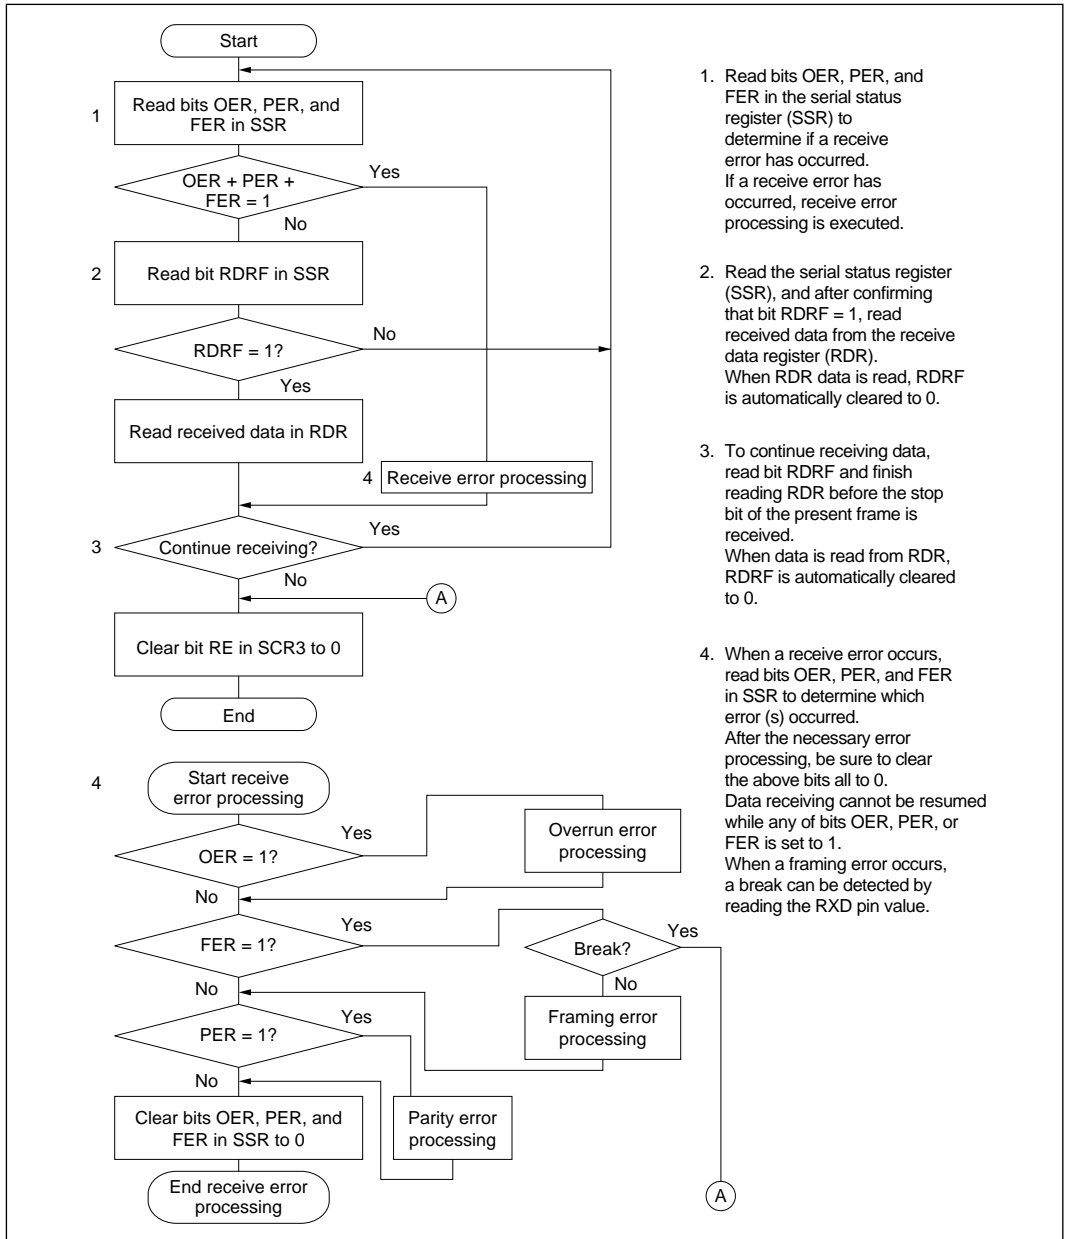 Start
1
Read bits OER, PER, and
FER in SSR
OER + PER +
FER = 1
Yes
No
2
Read bit RDRF in SSR
RDRF = 1?
No
Yes
Read received data in RDR
4
Receive error processing
3
Continue receiving?
Yes
No
A
Clear bit RE in SCR3 to 0
End
4
Start receive
error processing
OER = 1?
Yes
Overrun error
processing
No
FER = 1?
Yes
Break?
Yes
No
No
Framing error
processing
PER = 1?
Yes
No
Clear bits OER, PER, and
FER in SSR to 0
Parity error
processing
End receive error
processing
A
1. Read bits OER, PER, and
FER in the serial status
register (SSR) to
determine if a receive
error has occurred.
If a receive error has
occurred, receive error
processing is executed.
2. Read the serial status register
(SSR), and after confirming
that bit RDRF = 1, read
received data from the receive
data register (RDR).
When RDR data is read, RDRF
is automatically cleared to 0.
3. To continue receiving data,
read bit RDRF and finish
reading RDR before the stop
bit of the present frame is
received.
When data is read from RDR,
RDRF is automatically cleared
to 0.
4. When a receive error occurs,
read bits OER, PER, and FER
in SSR to determine which
error (s) occurred.
After the necessary error
processing, be sure to clear
the above bits all to 0.
Data receiving cannot be resumed
while any of bits OER, PER, or
FER is set to 1.
When a framing error occurs,
a break can be detected by
reading the RXD pin value.